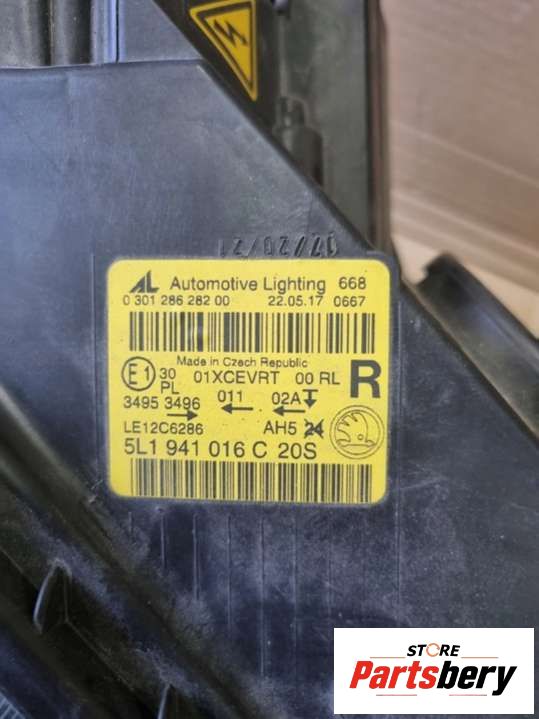 17/20/21
AL Automotive Lighting 668
0 301 286 282 00 22.05.17 0667
Made in Czech Republic
E1 30 PL 01XCEVRT 00 RL R
3495 3496 011 02A
LE12C6286 AH5 24
5L1 941 016 C 20S
STORE
Partsbery